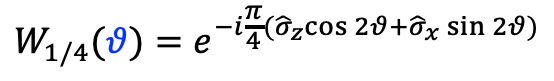 W_{1/4}(ϑ) = e^{-i\frac{π}{4}(\hat{σ}_z cos 2ϑ + \hat{σ}_x sin 2ϑ)}